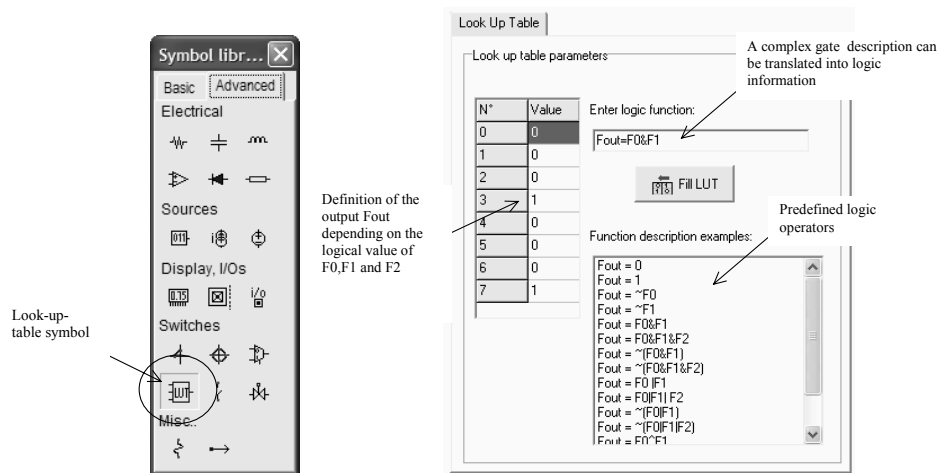 Symbol libr...
Basic
Advanced
Electrical
Sources
011
i
Display, I/Os
0.15
i/o
Switches
LUT
Misc..
Look-up-
table symbol
Definition of the
output Fout
depending on the
logical value of
F0,F1 and F2
Look Up Table
Look up table parameters
A complex gate description can
be translated into logic
information
N° Value
0 0
1 0
2 0
3 1
4 0
5 0
6 0
7 1
Enter logic function:
Fout=F0&F1
Fill LUT
Predefined logic
operators
Function description examples:
Fout = 0
Fout = 1
Fout = ~F0
Fout = ~F1
Fout = F0&F1
Fout = F0&F1&F2
Fout = ~(F0&F1)
Fout = ~(F0&F1&F2)
Fout = F0 |F1
Fout = F0|F1| F2
Fout = ~(F0|F1)
Fout = ~(F0|F1|F2)
Fout = F0^F1